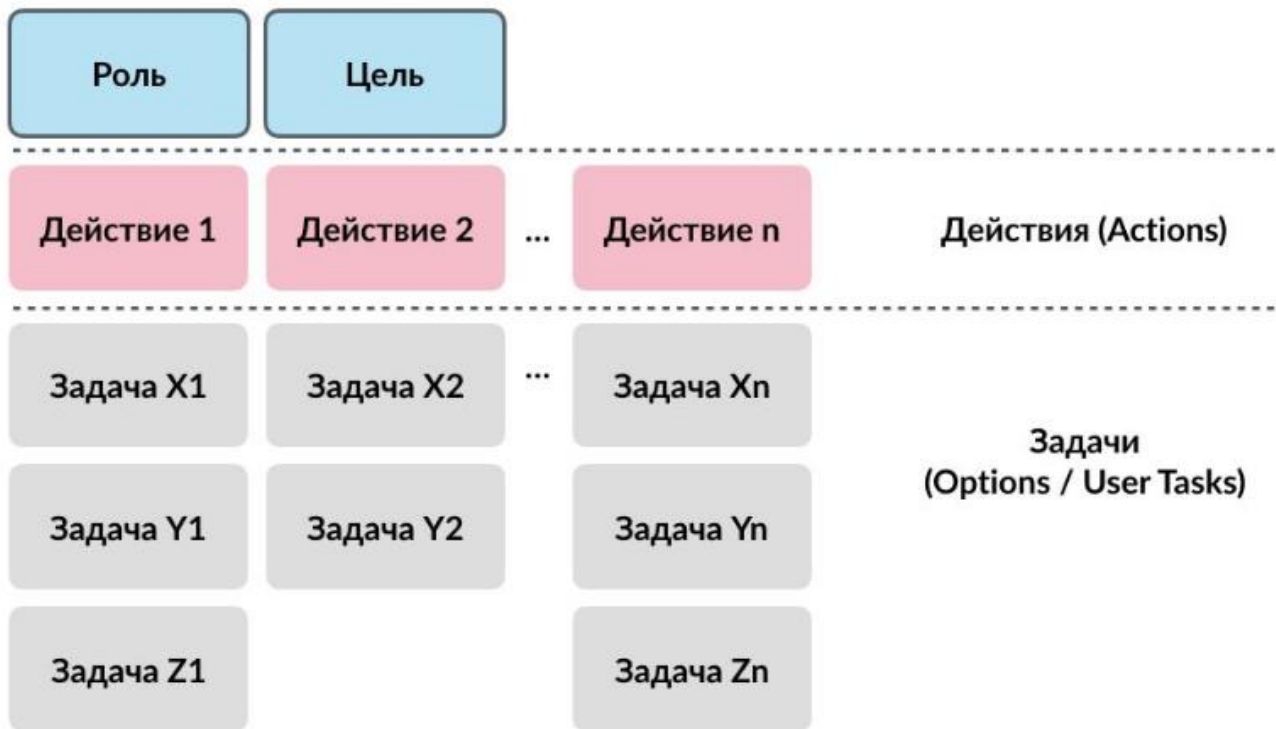 Роль Цель
Действие 1 Действие 2 ... Действие n Действия (Actions)
Задача X1 Задача X2 ... Задача Xn
Задачи
(Options / User Tasks)
Задача Y1 Задача Y2 Задача Yn
Задача Z1 Задача Zn